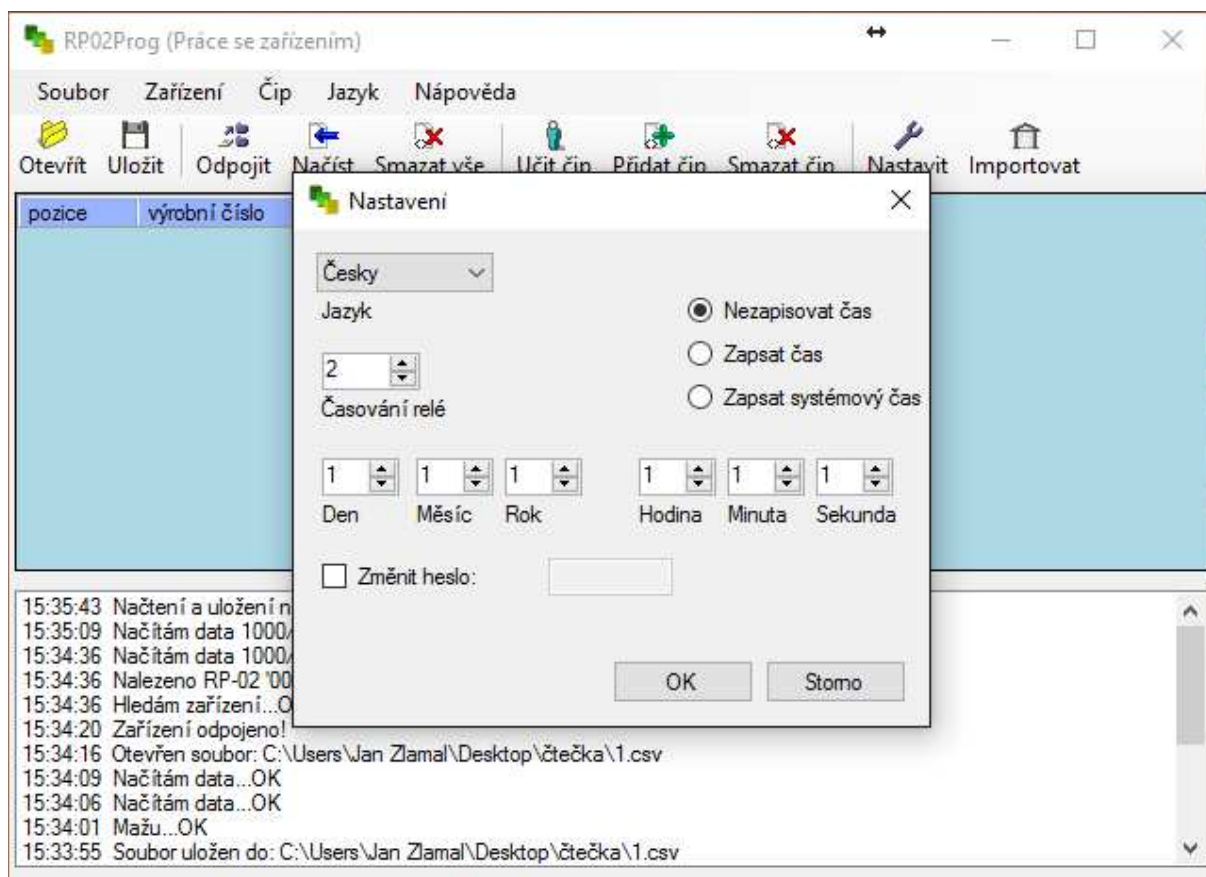 RP02Prog (Práce se zařízením)
Soubor Zařízení Čip Jazyk Nápověda
Otevřít Uložit Odpojit Načíst Smazat vše Učit čip Přidat čip Smazat čip Nastavit Importovat
pozice výrobní číslo
Nastavení
Česky
Jazyk
Nezapisovat čas
2
Zapsat čas
Časování relé
Zapsat systémový čas
1 1 1 1 1 1
Den Měsíc Rok Hodina Minuta Sekunda
Změnit heslo:
OK Storno
15:35:43 Načtení a uložení n
15:35:09 Načítám data 1000/
15:34:36 Načítám data 1000/
15:34:36 Nalezeno RP-02 '00
15:34:36 Hledám zařízení...O
15:34:20 Zařízení odpojeno!
15:34:16 Otevřen soubor: C:\Users\Jan Zlamal\Desktop\čtečka\1.csv
15:34:09 Načítám data...OK
15:34:06 Načítám data...OK
15:34:01 Mažu...OK
15:33:55 Soubor uložen do: C:\Users\Jan Zlamal\Desktop\čtečka\1.csv